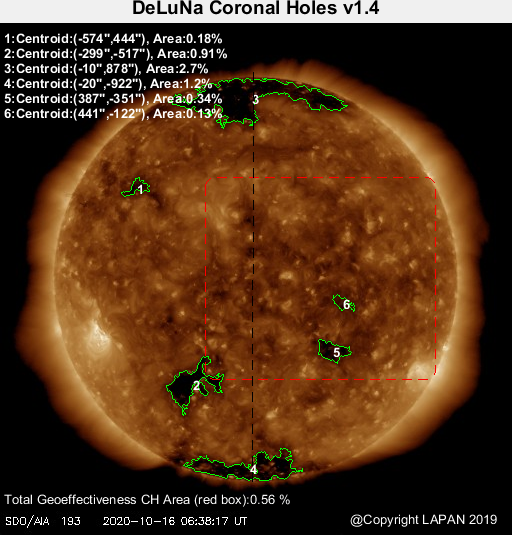 DeLuNa Coronal Holes v1.4
1:Centroid:(-574",444"), Area:0.18%
2:Centroid:(-299",-517"), Area:0.91%
3:Centroid:(-10",878"), Area:2.7%
4:Centroid:(-20",-922"), Area:1.2%
5:Centroid:(387",-351"), Area:0.34%
6:Centroid:(441",-122"), Area:0.13%
3
1
6
5
2
4
Total Geoeffectiveness CH Area (red box):0.56 %
SDO/AIA 193 2020-10-16 06:38:17 UT
@Copyright LAPAN 2019